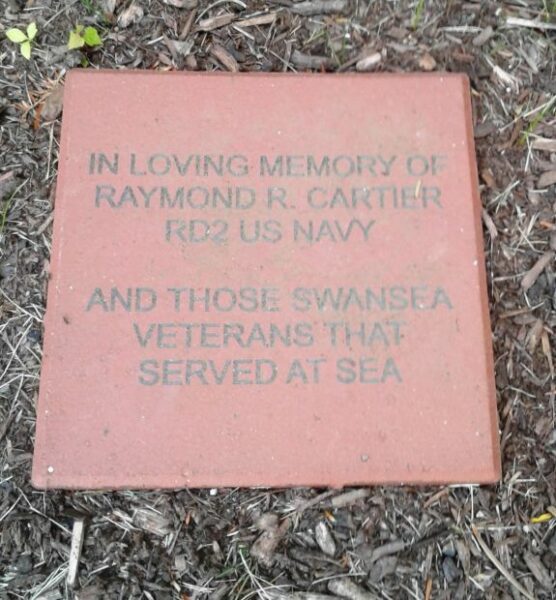 IN LOVING MEMORY OF
RAYMOND R. CARTIER
RD2 US NAVY
AND THOSE SWANSEA
VETERANS THAT
SERVED AT SEA